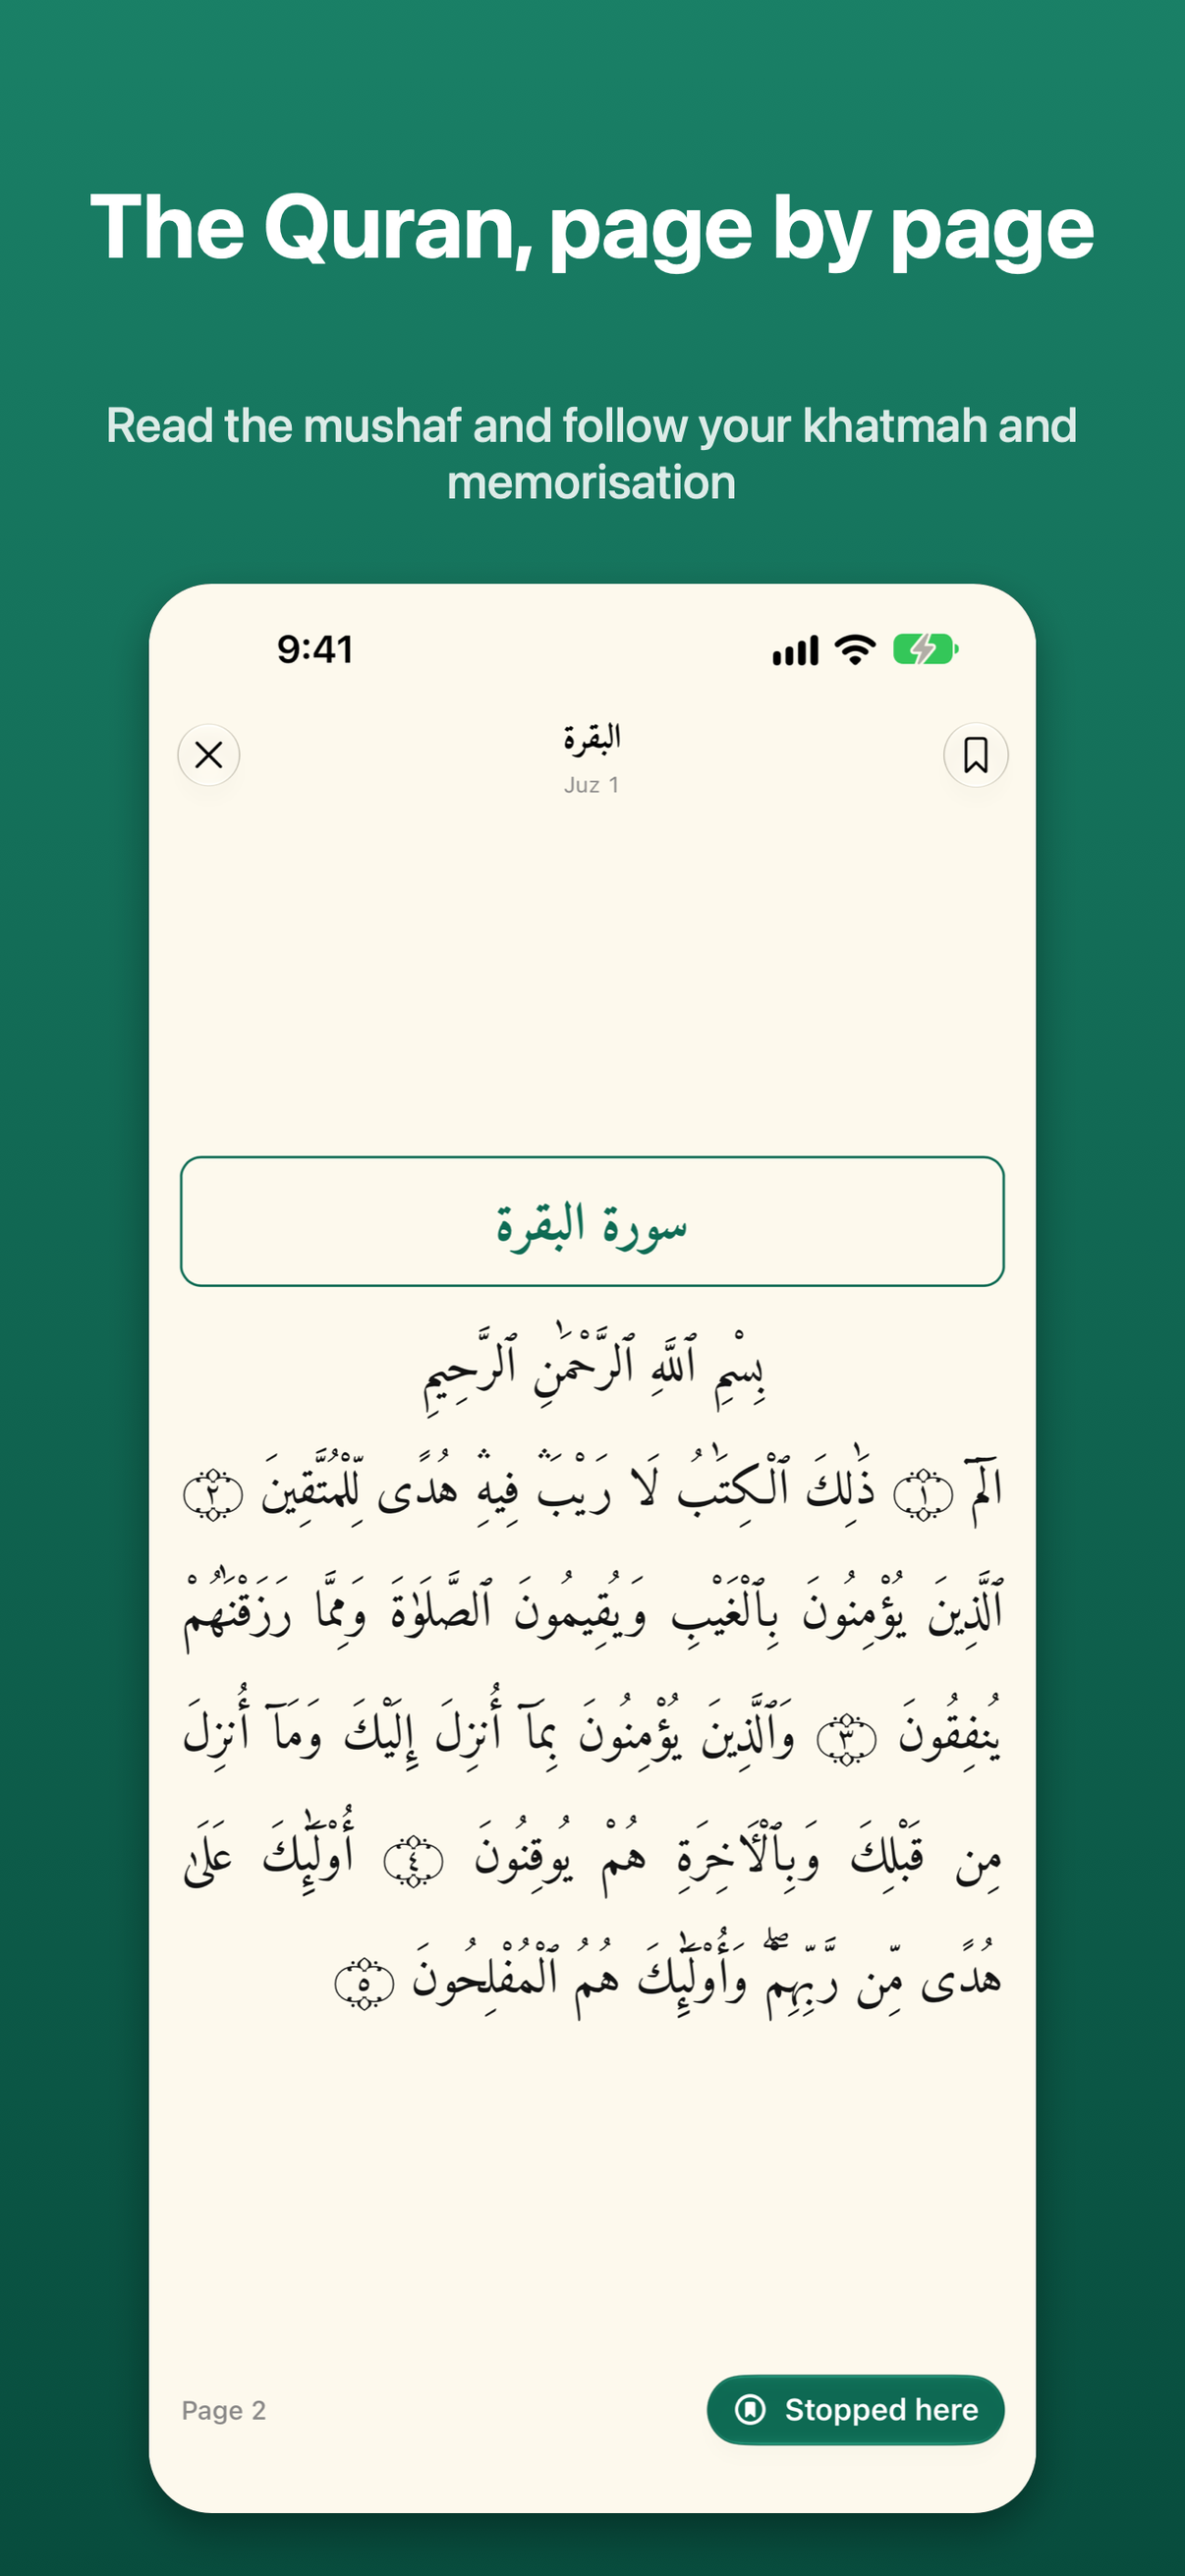 The Quran, page by page
Read the mushaf and follow your khatmah and
memorisation
9:41
البقرة
Juz 1
سورة البقرة
بِسْمِ ٱللَّهِ ٱلرَّحْمَٰنِ ٱلرَّحِيمِ
الٓمٓ ١ ذَٰلِكَ ٱلْكِتَٰبُ لَا رَيْبَۛ فِيهِۛ هُدًى لِّلْمُتَّقِينَ ٢
ٱلَّذِينَ يُؤْمِنُونَ بِٱلْغَيْبِ وَيُقِيمُونَ ٱلصَّلَوٰةَ وَمِمَّا رَزَقْنَٰهُمْ
يُنفِقُونَ ٣ وَٱلَّذِينَ يُؤْمِنُونَ بِمَآ أُنزِلَ إِلَيْكَ وَمَآ أُنزِلَ
مِن قَبْلِكَ وَبِٱلْأَخِرَةِ هُمْ يُوقِنُونَ ٤ أُوْلَٰٓئِكَ عَلَىٰ
هُدًى مِّن رَّبِّهِمْۖ وَأُوْلَٰٓئِكَ هُمُ ٱلْمُفْلِحُونَ ٥
Page 2
Stopped here